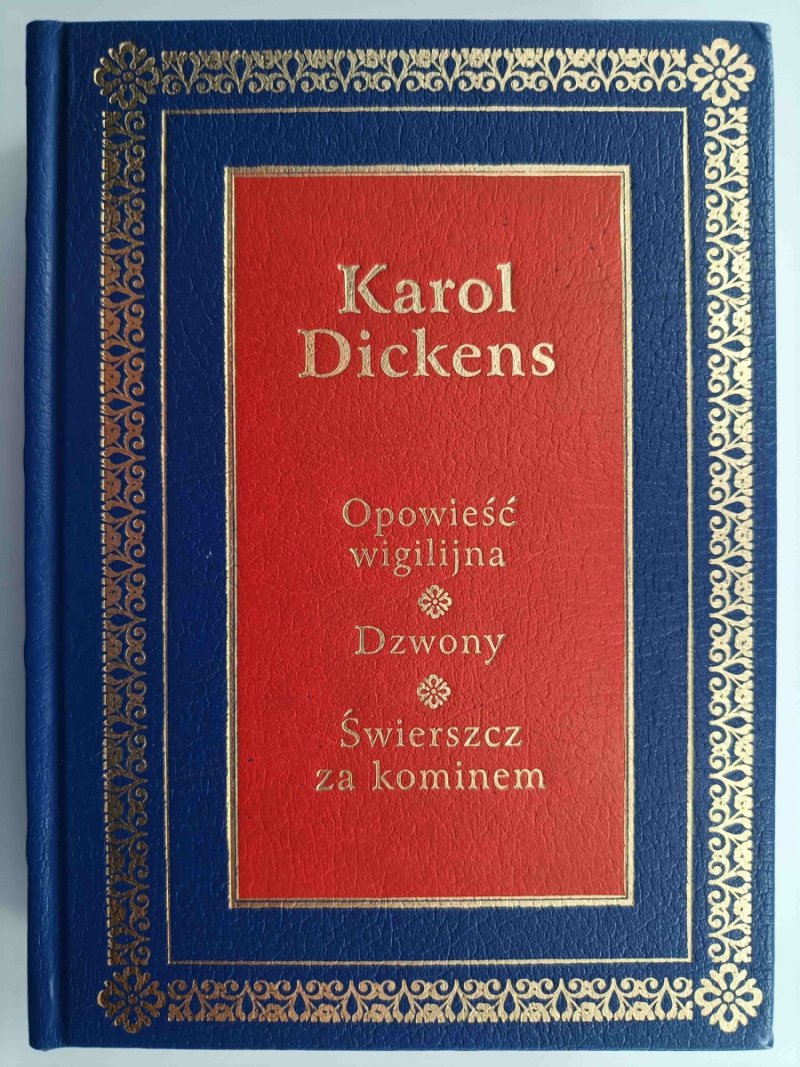 Karol
Dickens
Opowieść
wigilijna
Dzwony
Świerszcz
za kominem